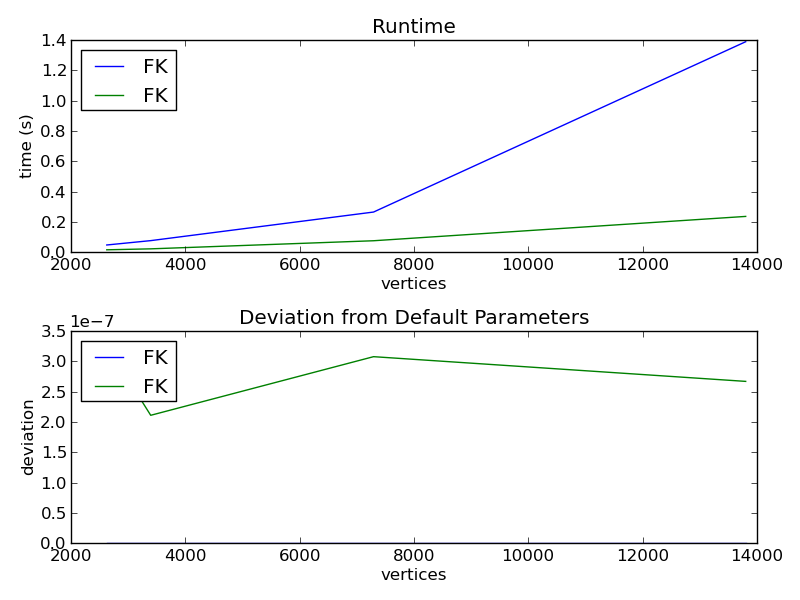 Runtime
1.4
1.2
1.0
0.8
0.6
0.4
0.2
0.0
time (s)
FK
FK
2000 4000 6000 8000 10000 12000 14000
vertices
Deviation from Default Parameters
1e−7
3.5
3.0
2.5
2.0
1.5
1.0
0.5
0.0
deviation
FK
FK
2000 4000 6000 8000 10000 12000 14000
vertices